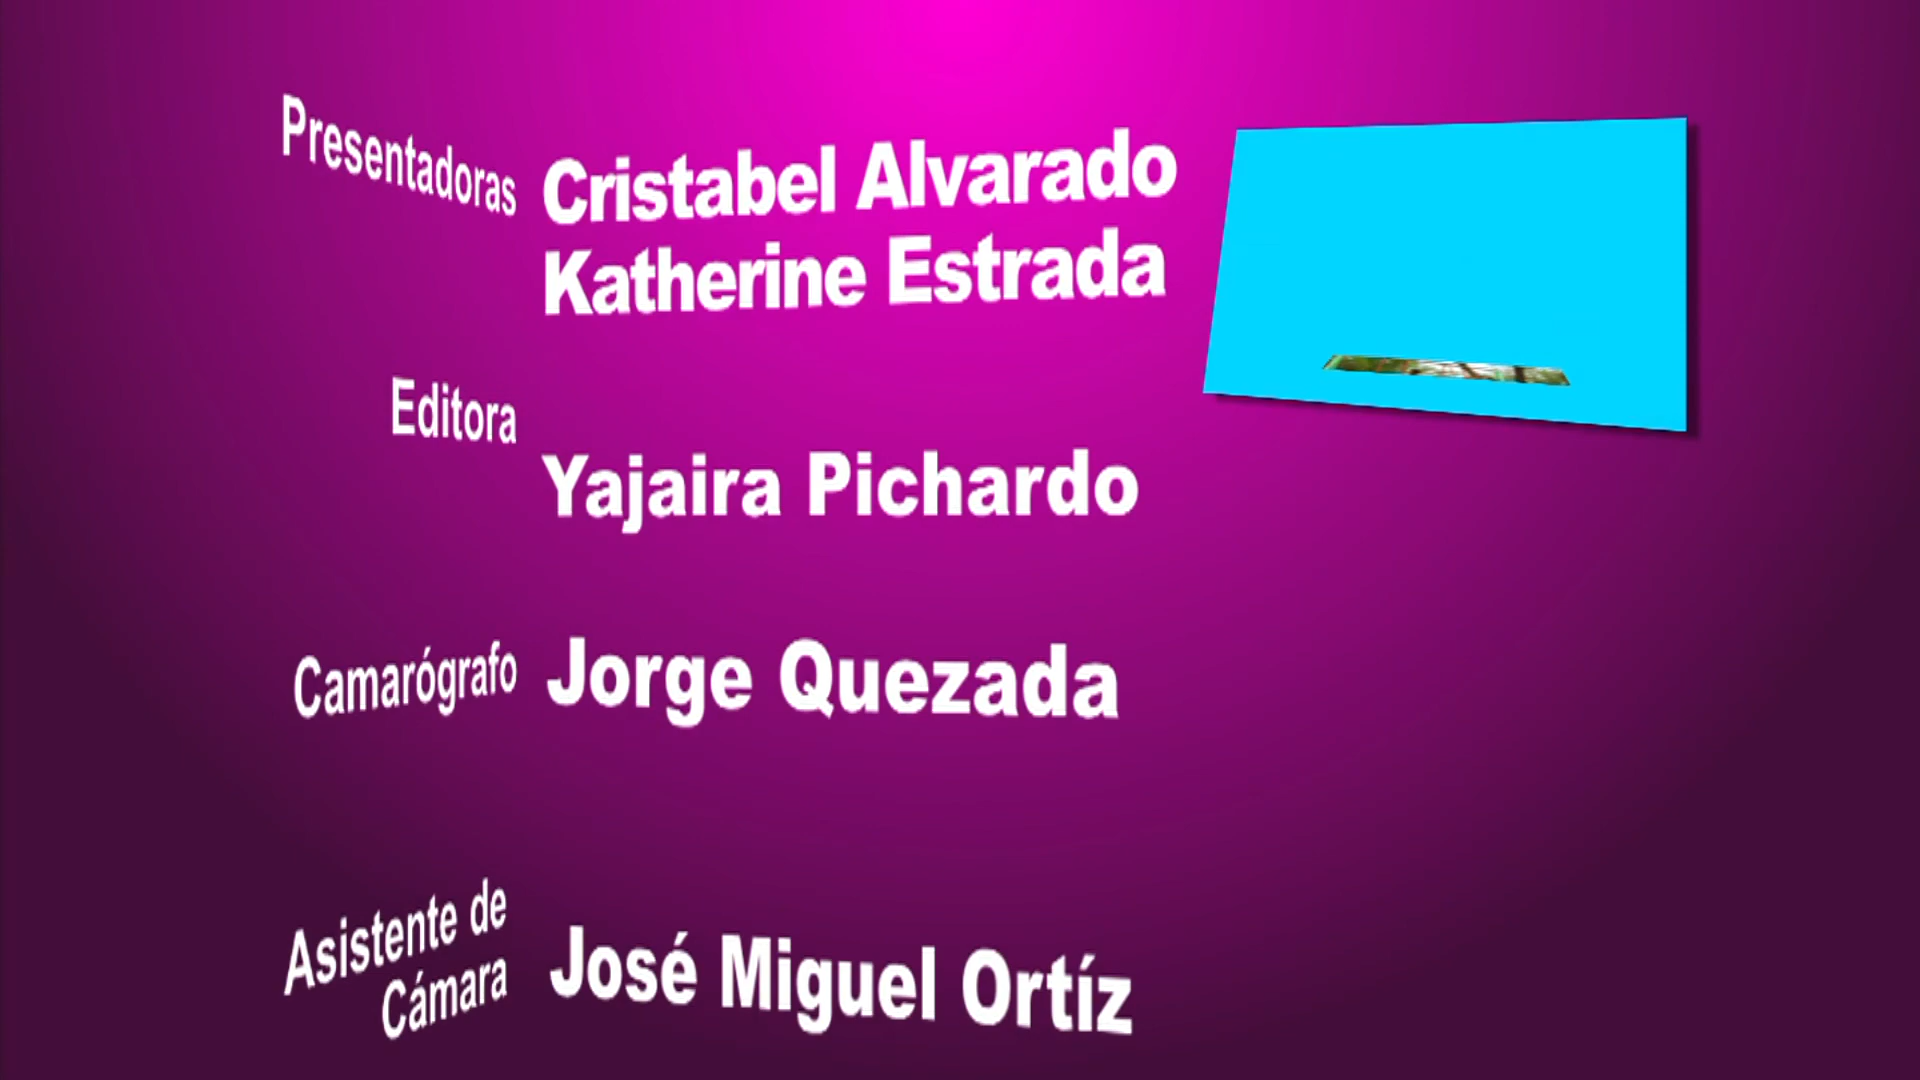 Presentadoras
Cristabel Alvarado
Katherine Estrada
Editora
Yajaira Pichardo
Camarógrafo
Jorge Quezada
Asistente de
Cámara
José Miguel Ortíz